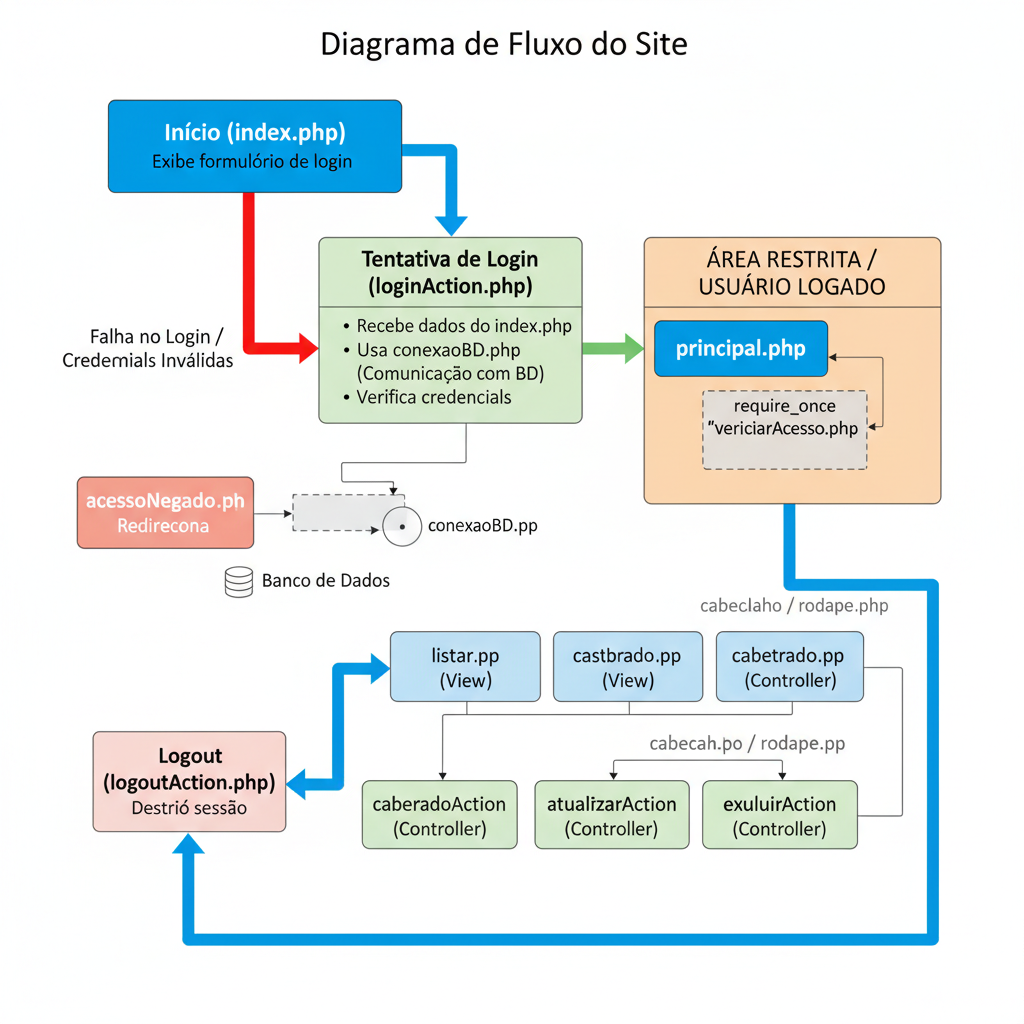 Diagrama de Fluxo do Site
Início (index.php)
Exibe formulório de login
Tentativa de Login
(loginAction.php)
• Recebe dados do index.php
• Usa conexaoBD.php
(Comunicação com BD)
• Verifica credencials
ÁREA RESTRITA /
USUÁRIO LOGADO
principal.php
require_once
"vericiarAcesso.php
Falha no Login /
Credemials Inválidas
acessoNegado.ph
Redirecona
conexaoBD.pp
Banco de Dados
cabeclaho / rodape.php
listar.pp
(View)
castbrado.pp
(View)
cabetrado.pp
(Controller)
cabecah.po / rodape.pp
Logout
(logoutAction.php)
Destrió sessão
caberadoAction
(Controller)
atualizarAction
(Controller)
exuluirAction
(Controller)